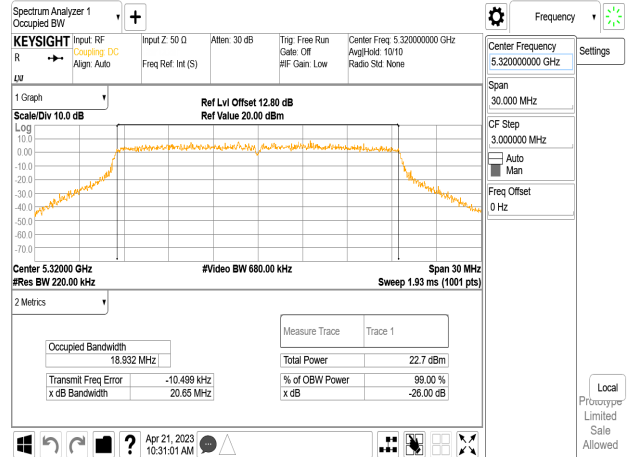 Spectrum Analyzer 1
Occupied BW
Frequency
KEYSIGHT
R
Input: RF
Coupling: DC
Align: Auto
Input Z: 50 Ω
Freq Ref: Int (S)
Atten: 30 dB
Trig: Free Run
Gate: Off
#IF Gain: Low
Center Freq: 5.320000000 GHz
Avg|Hold: 10/10
Radio Std: None
Center Frequency
5.320000000 GHz
Settings
Span
30.000 MHz
CF Step
3.000000 MHz
Auto
Man
Freq Offset
0 Hz
1 Graph
Scale/Div 10.0 dB
Ref Lvl Offset 12.80 dB
Ref Value 20.00 dBm
Log
10.0
0.00
-10.0
-20.0
-30.0
-40.0
-50.0
-60.0
-70.0
Center 5.32000 GHz
#Res BW 220.00 kHz
#Video BW 680.00 kHz
Span 30 MHz
Sweep 1.93 ms (1001 pts)
2 Metrics
Measure Trace
Trace 1
Occupied Bandwidth
18.932 MHz
Total Power
22.7 dBm
Transmit Freq Error
-10.499 kHz
% of OBW Power
99.00 %
x dB Bandwidth
20.65 MHz
x dB
-26.00 dB
Local
Prototype
Limited
Sale
Allowed
?
Apr 21, 2023
10:31:01 AM